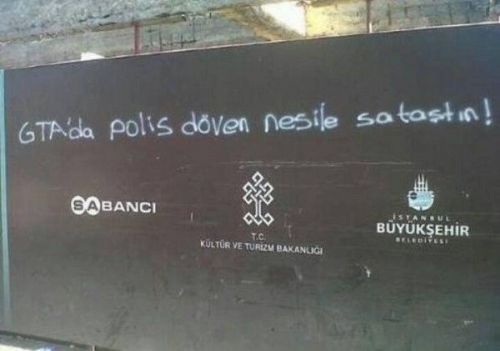 GTA'da polis döven nesile sataştın!
SABANCI
T.C.
KÜLTÜR VE TURİZM BAKANLIĞI
İSTANBUL
BÜYÜKŞEHİR
BELEDİYESİ